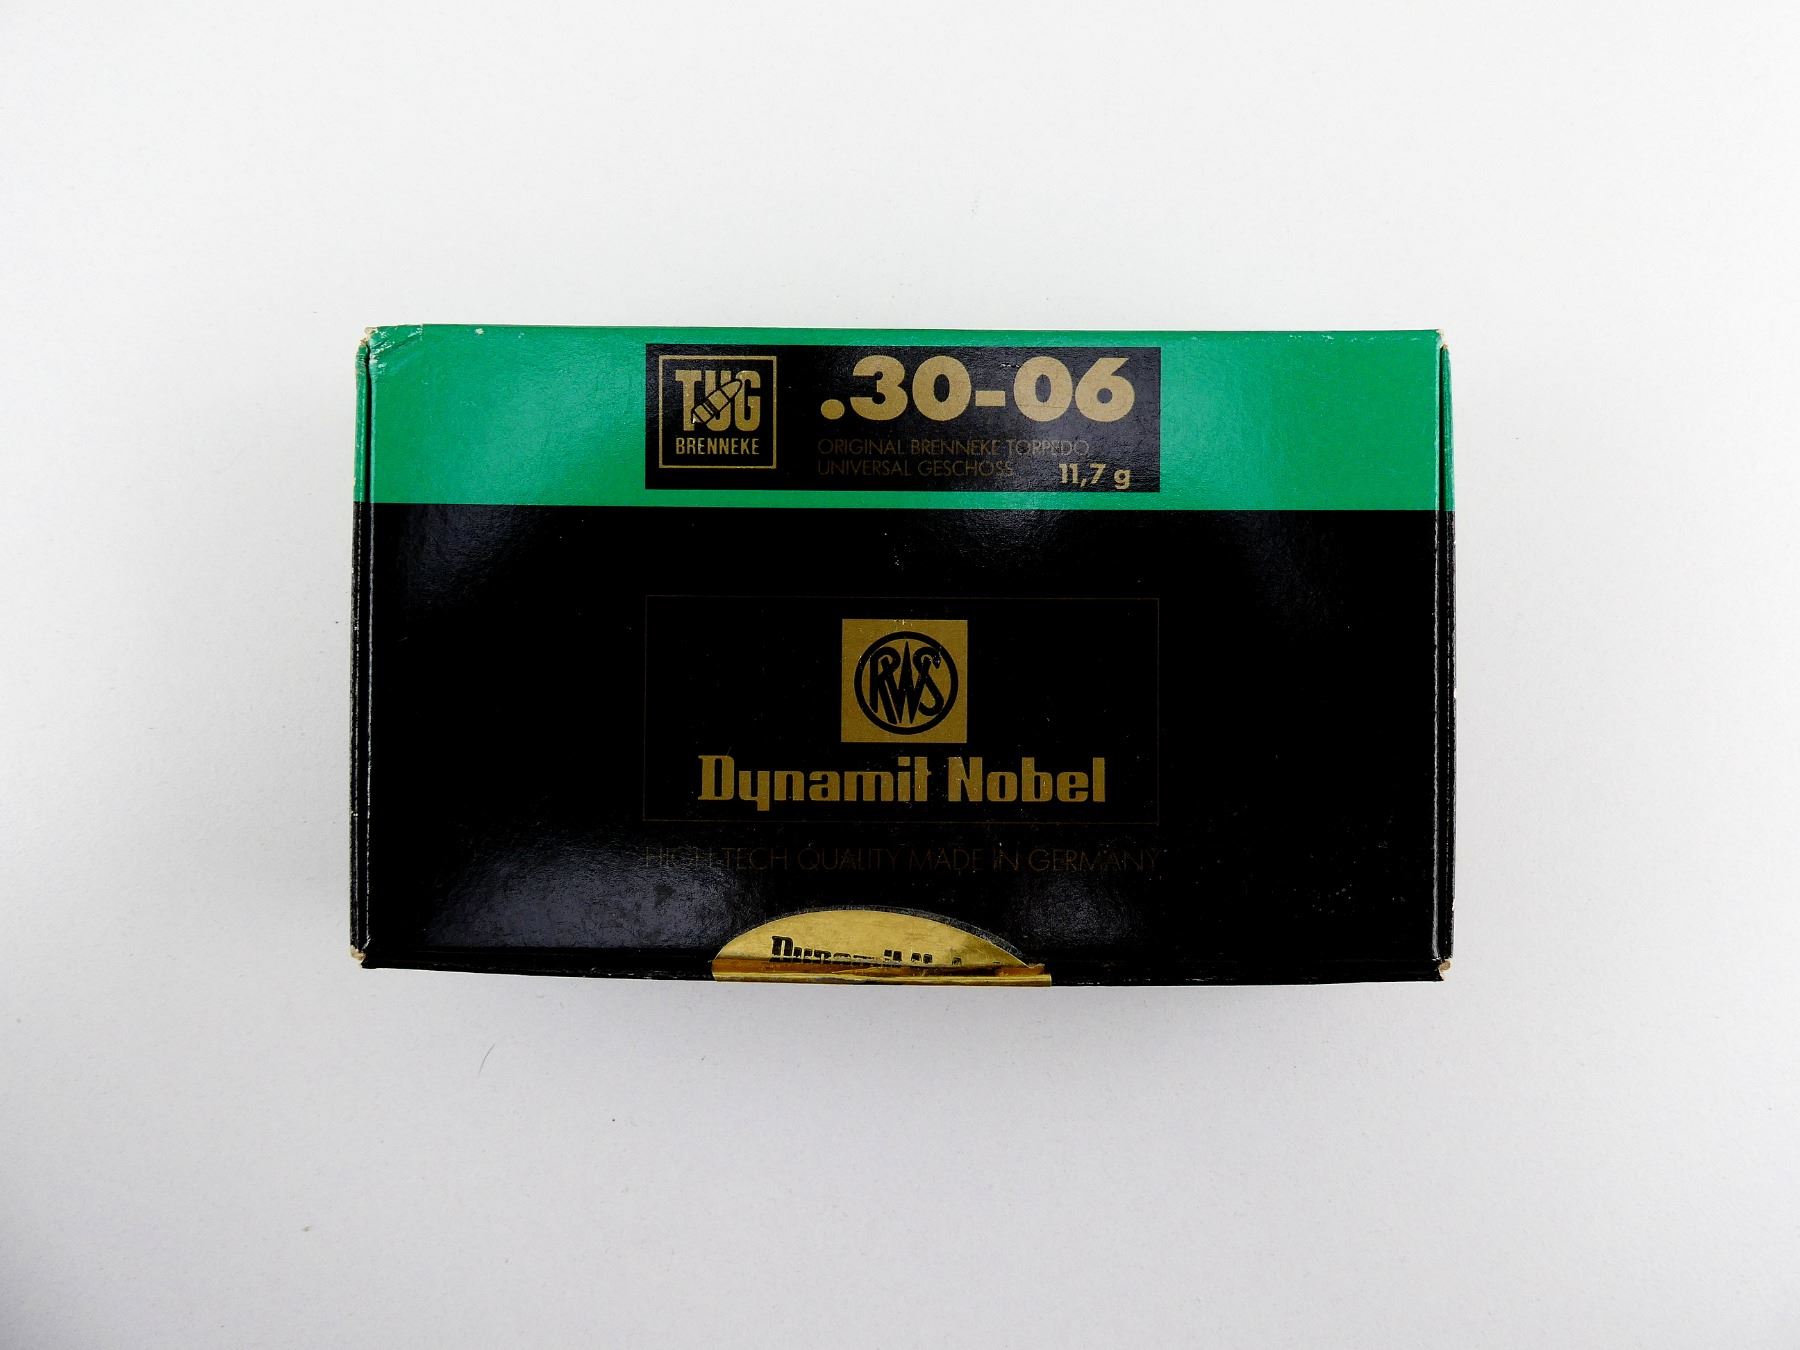 TUG
BRENNEKE
.30-06
ORIGINAL BRENNEKE TORPEDO
UNIVERSAL GESCHOSS 11,7 g
RWS
Dynamit Nobel
HIGH TECH QUALITY MADE IN GERMANY
Dynamit